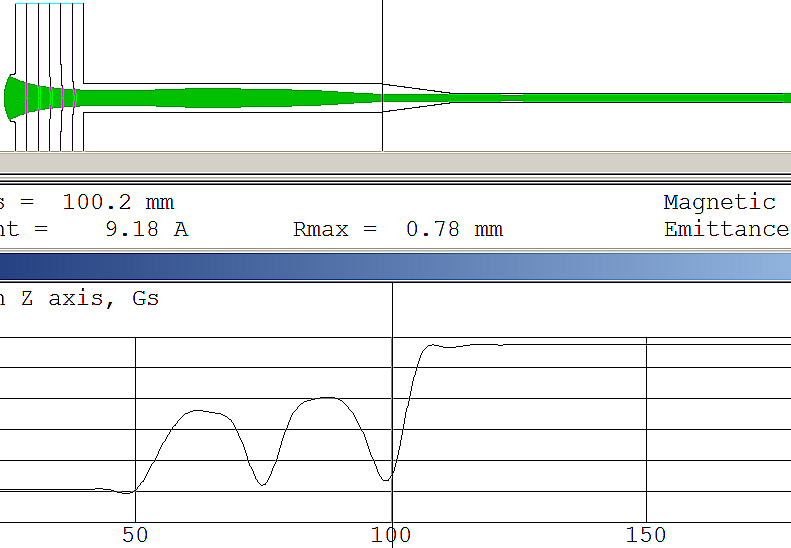 s = 100.2 mm Magnetic
nt = 9.18 A Rmax = 0.78 mm Emittance
n Z axis, Gs
50 100 150